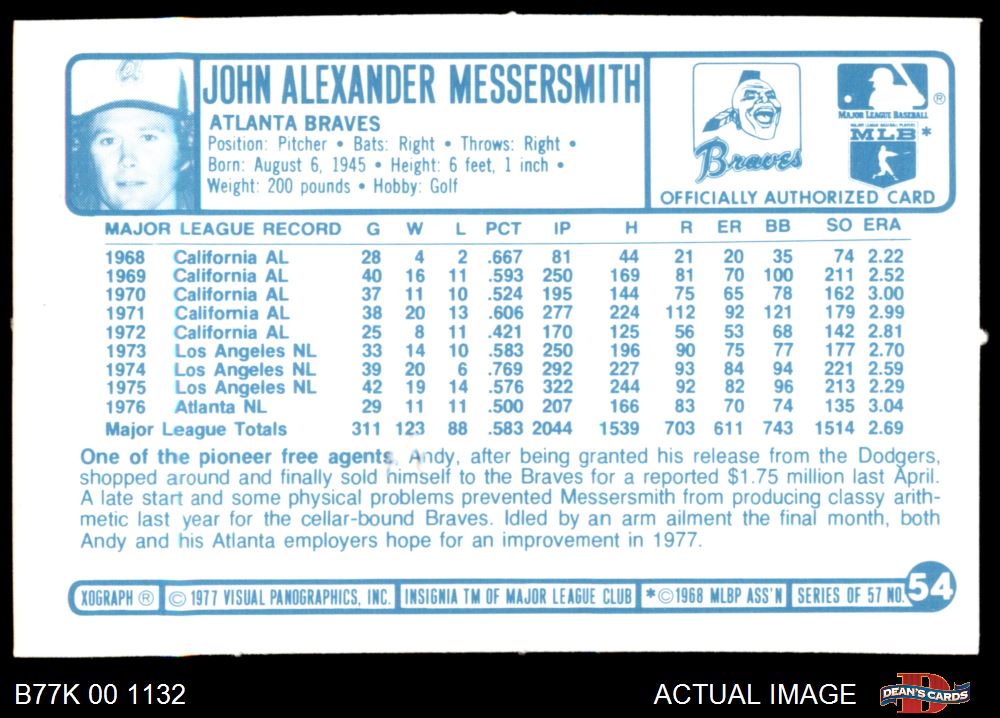 a
JOHN ALEXANDER MESSERSMITH
ATLANTA BRAVES
Position: Pitcher • Bats: Right • Throws: Right •
Born: August 6, 1945 • Height: 6 feet, 1 inch •
Weight: 200 pounds • Hobby: Golf
Braves
MAJOR LEAGUE BASEBALL
®
MAJOR LEAGUE BASEBALL PLAYERS
MLB*
OFFICIALLY AUTHORIZED CARD
MAJOR LEAGUE RECORD G W L PCT IP H R ER BB SO ERA
1968 California AL 28 4 2 .667 81 44 21 20 35 74 2.22
1969 California AL 40 16 11 .593 250 169 81 70 100 211 2.52
1970 California AL 37 11 10 .524 195 144 75 65 78 162 3.00
1971 California AL 38 20 13 .606 277 224 112 92 121 179 2.99
1972 California AL 25 8 11 .421 170 125 56 53 68 142 2.81
1973 Los Angeles NL 33 14 10 .583 250 196 90 75 77 177 2.70
1974 Los Angeles NL 39 20 6 .769 292 227 93 84 94 221 2.59
1975 Los Angeles NL 42 19 14 .576 322 244 92 82 96 213 2.29
1976 Atlanta NL 29 11 11 .500 207 166 83 70 74 135 3.04
Major League Totals 311 123 88 .583 2044 1539 703 611 743 1514 2.69
One of the pioneer free agents, Andy, after being granted his release from the Dodgers,
shopped around and finally sold himself to the Braves for a reported $1.75 million last April.
A late start and some physical problems prevented Messersmith from producing classy arith-
metic last year for the cellar-bound Braves. Idled by an arm ailment the final month, both
Andy and his Atlanta employers hope for an improvement in 1977.
XOGRAPH ® © 1977 VISUAL PANOGRAPHICS, INC. INSIGNIA TM OF MAJOR LEAGUE CLUB *© 1968 MLBP ASS'N SERIES OF 57 NO. 54
B77K 00 1132 ACTUAL IMAGE DEAN'S CARDS